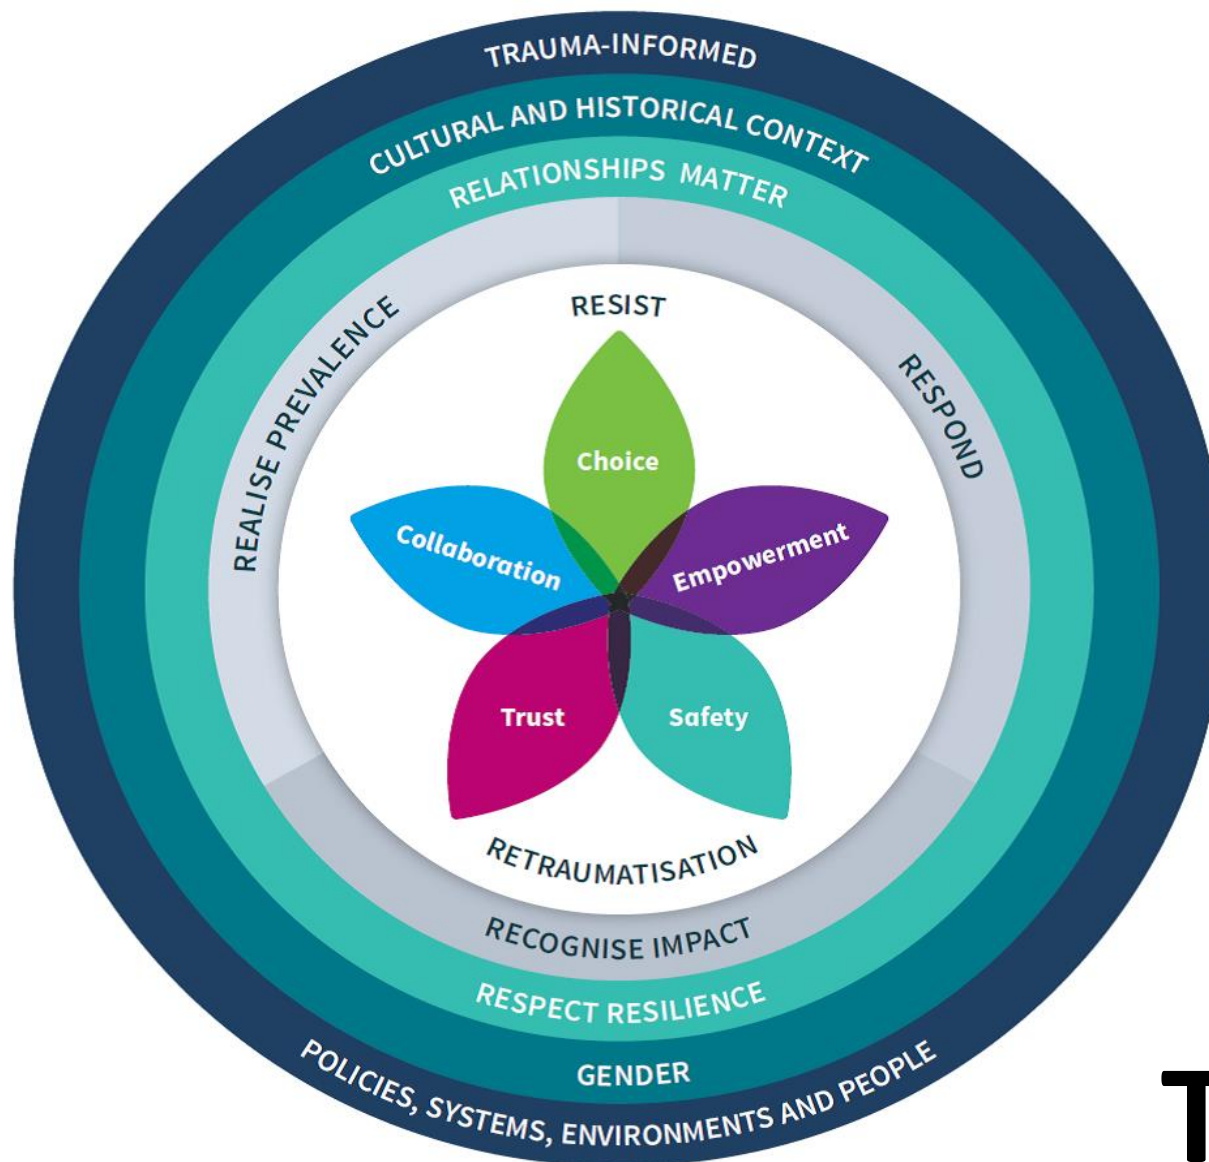 TRAUMA-INFORMED
CULTURAL AND HISTORICAL CONTEXT
RELATIONSHIPS MATTER
REALISE PREVALENCE
RESPOND
RESIST
Choice
Collaboration
Empowerment
Trust
Safety
RETRAUMATISATION
RECOGNISE IMPACT
RESPECT RESILIENCE
GENDER
POLICIES, SYSTEMS, ENVIRONMENTS AND PEOPLE
T